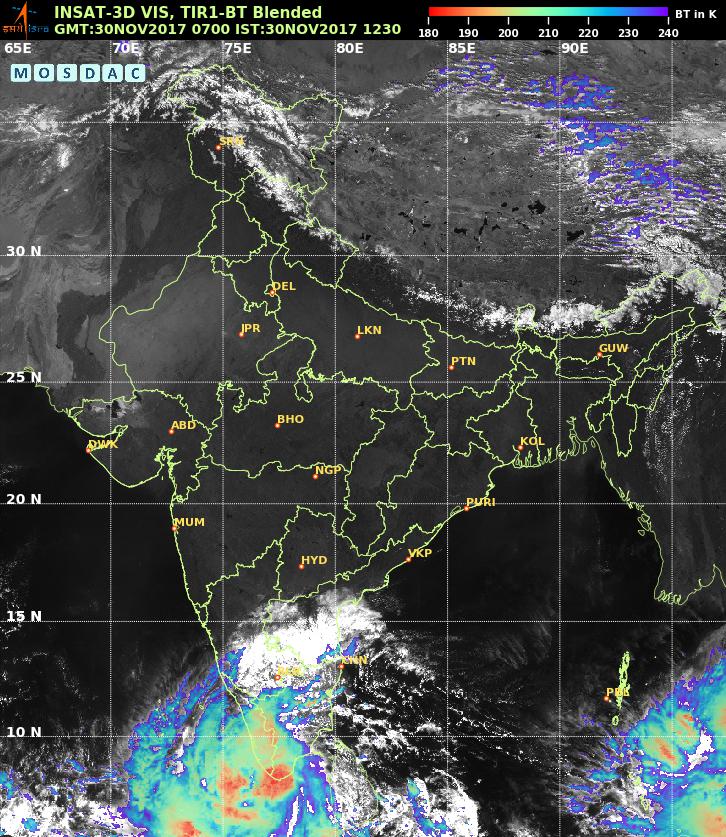 INSAT-3D VIS, TIR1-BT Blended
GMT:30NOV2017 0700 IST:30NOV2017 1230
BT in K
180 190 200 210 220 230 240
65E 70E 75E 80E 85E 90E
MOSDAC
SRN
30 N
DEL
JPR
LKN
GUW
PTN
25 N
BHO
ABD
DWK
KOL
NGP
20 N
PURI
MUM
VKP
HYD
15 N
CNN
PBL
10 N